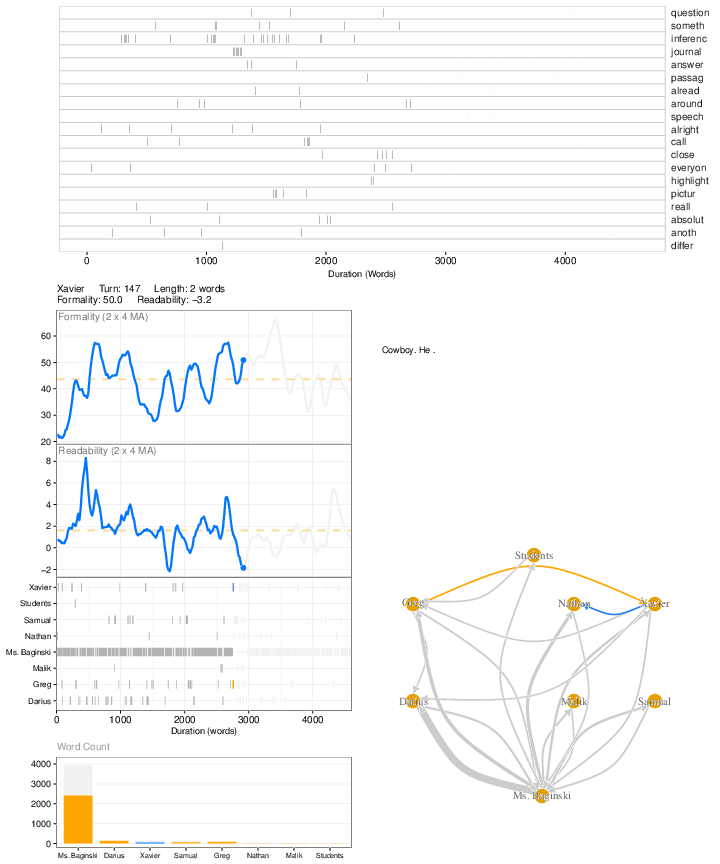 question
someth
inferenc
journal
answer
passag
alread
around
speech
alright
call
close
everyon
highlight
pictur
reall
absolut
anoth
differ
0 1000 2000 3000 4000
Duration (Words)
Xavier Turn: 147 Length: 2 words
Formality: 50.0 Readability: −3.2
Formality (2 x 4 MA)
60
50
40
30
20
Cowboy. He .
Readability (2 x 4 MA)
8
6
4
2
0
−2
Xavier
Students
Samual
Nathan
Ms. Baginski
Malik
Greg
Darius
0 1000 2000 3000 4000
Duration (words)
Students
Greg Nathan Xavier
Darius Malik Samual
Ms. Baginski
Word Count
4000
3000
2000
1000
0
Ms. Baginski Darius Xavier Samual Greg Nathan Malik Students